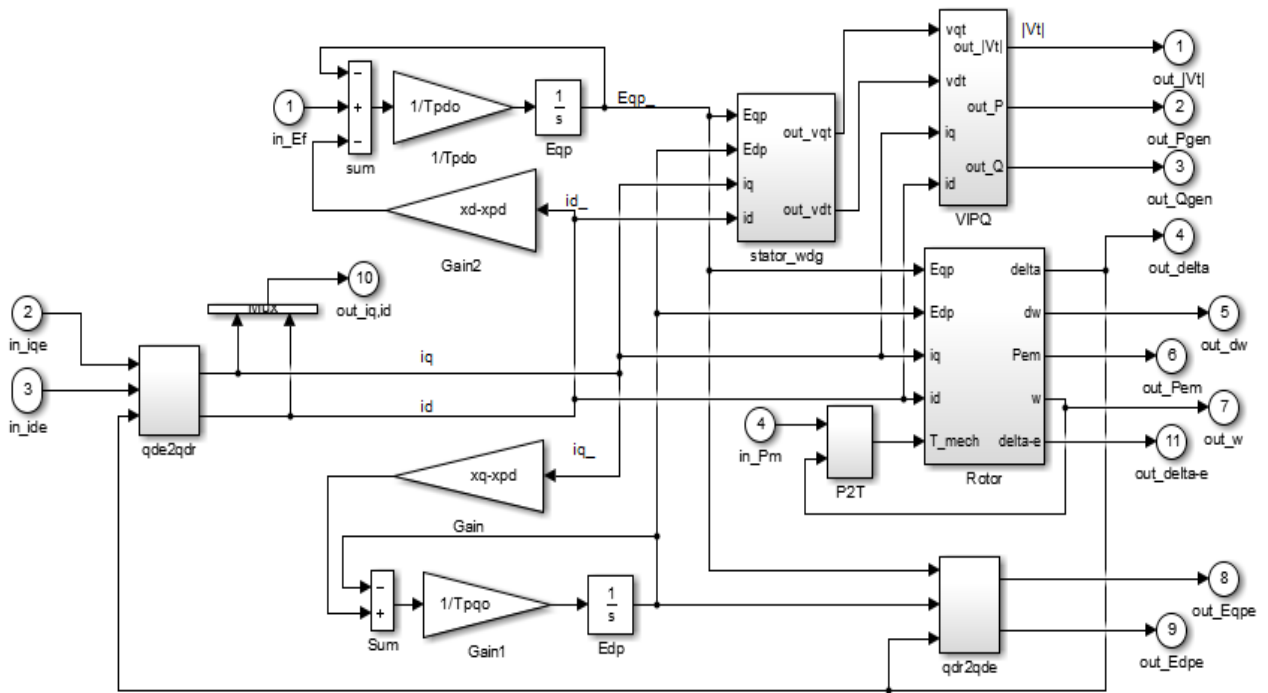 vqt
|Vt|
out_|Vt|
1
out_|Vt|
vdt
out_P
2
out_Pgen
iq
out_Q
3
out_Qgen
id
VIPQ
−
+
−
sum
1
in_Ef
1/Tpdo
1/Tpdo
1
s
Eqp
Eqp_
Eqp
Edp
iq
id
out_vqt
out_vdt
stator_wdg
xd-xpd
Gain2
id_
4
out_delta
Eqp
delta
Edp
dw
5
out_dw
iq
Pem
6
out_Pem
id
w
7
out_w
T_mech
delta-e
11
out_delta-e
Rotor
10
out_iq,id
Mux
2
in_iqe
3
in_ide
qde2qdr
iq
id
4
in_Pm
P2T
iq_
xq-xpd
Gain
−
+
Sum
1/Tpqo
Gain1
1
s
Edp
qdr2qde
8
out_Eqpe
9
out_Edpe